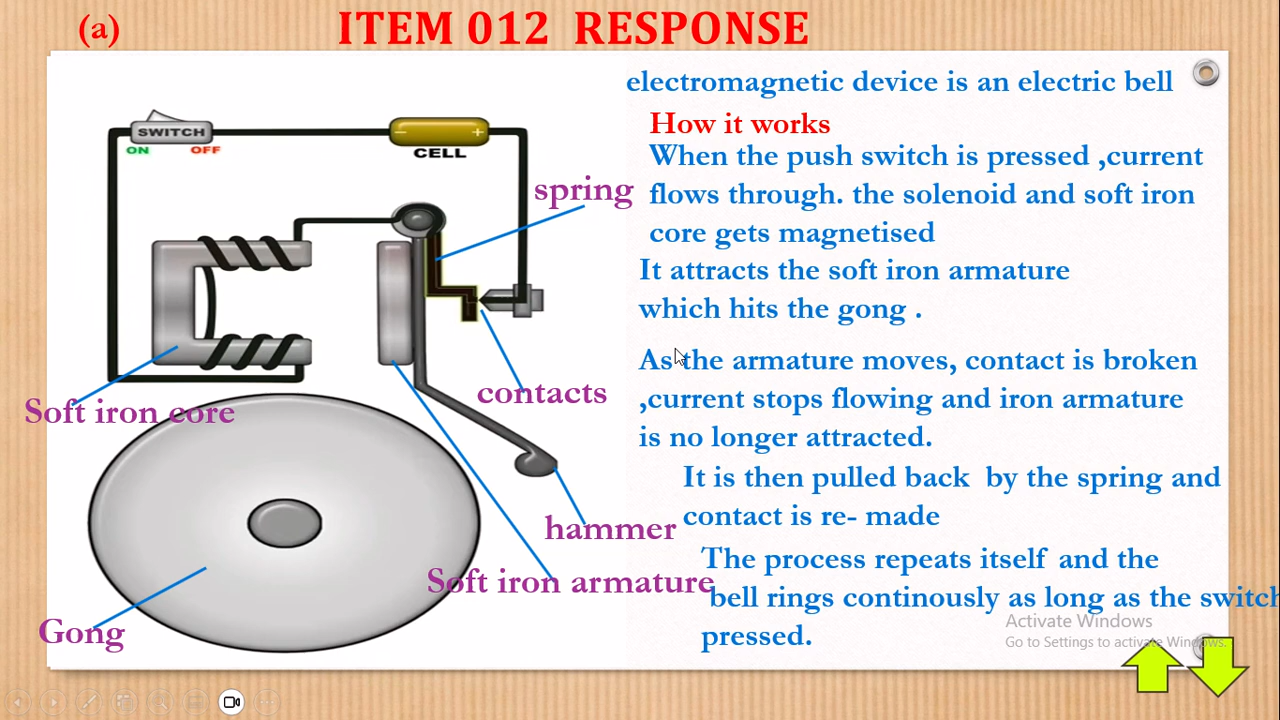 (a)
ITEM 012 RESPONSE
electromagnetic device is an electric bell
How it works
When the push switch is pressed ,current
flows through. the solenoid and soft iron
core gets magnetised
It attracts the soft iron armature
which hits the gong .
As the armature moves, contact is broken
,current stops flowing and iron armature
is no longer attracted.
It is then pulled back by the spring and
contact is re- made
The process repeats itself and the
bell rings continously as long as the switch
pressed.
SWITCH
ON OFF
- +
CELL
spring
contacts
Soft iron core
hammer
Soft iron armature
Gong
Activate Windows
Go to Settings to activate Windows.